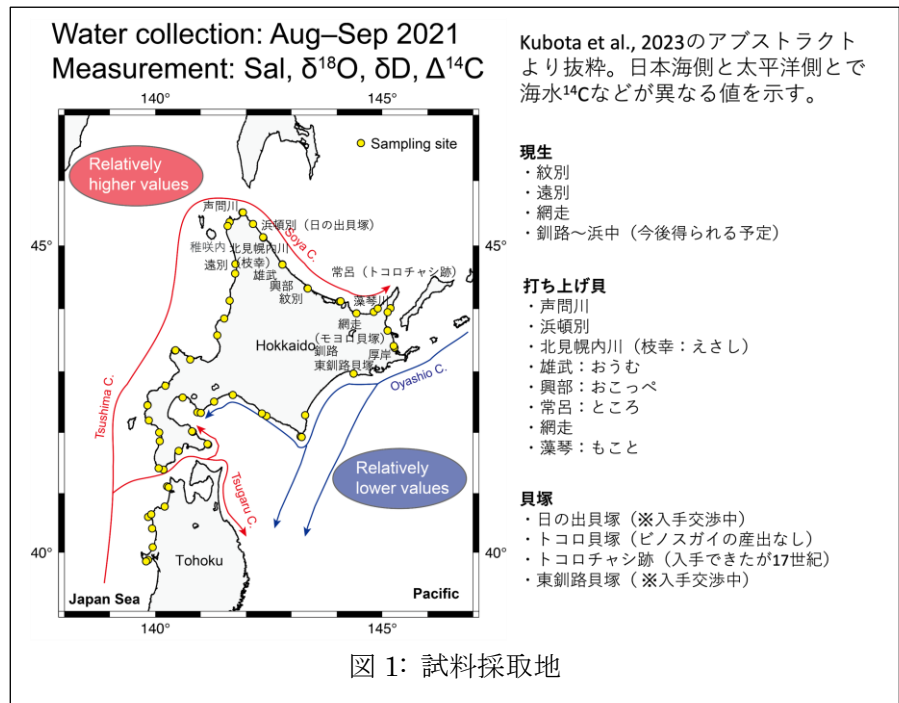 Water collection: Aug–Sep 2021
Measurement: Sal, δ¹⁸O, δD, Δ¹⁴C
140°
145°
Sampling site
Relatively
higher values
声問川
浜頓別（日の出貝塚）
45°
45°
稚咲内
北見幌内川
（枝幸）
遠別
雄武
興部
紋別
Soya C.
常呂（トコロチャシ跡）
藻琴川
網走
（モヨロ貝塚）
Hokkaido
釧路
厚岸
東釧路貝塚
Oyashio C.
Tsushima C.
Relatively
lower values
Tsugaru C.
40°
40°
Tohoku
Japan Sea
Pacific
140°
145°
Kubota et al., 2023のアブストラクト
より抜粋。日本海側と太平洋側とで
海水¹⁴Cなどが異なる値を示す。
現生
・紋別
・遠別
・網走
・釧路～浜中（今後得られる予定）
打ち上げ貝
・声問川
・浜頓別
・北見幌内川（枝幸：えさし）
・雄武：おうむ
・興部：おこっぺ
・常呂：ところ
・網走
・藻琴：もこと
貝塚
・日の出貝塚（※入手交渉中）
・トコロ貝塚（ビノスガイの産出なし）
・トコロチャシ跡（入手できたが17世紀）
・東釧路貝塚（ ※入手交渉中）
図 1: 試料採取地